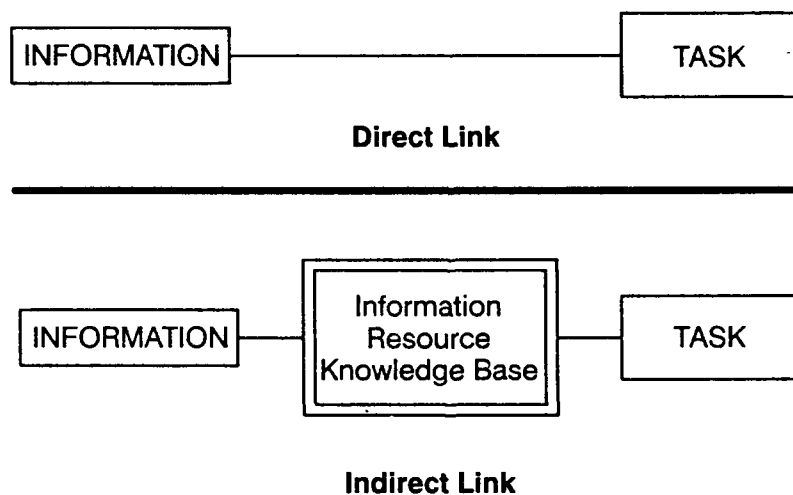 INFORMATION TASK
Direct Link
INFORMATION Information Resource Knowledge Base TASK
Indirect Link